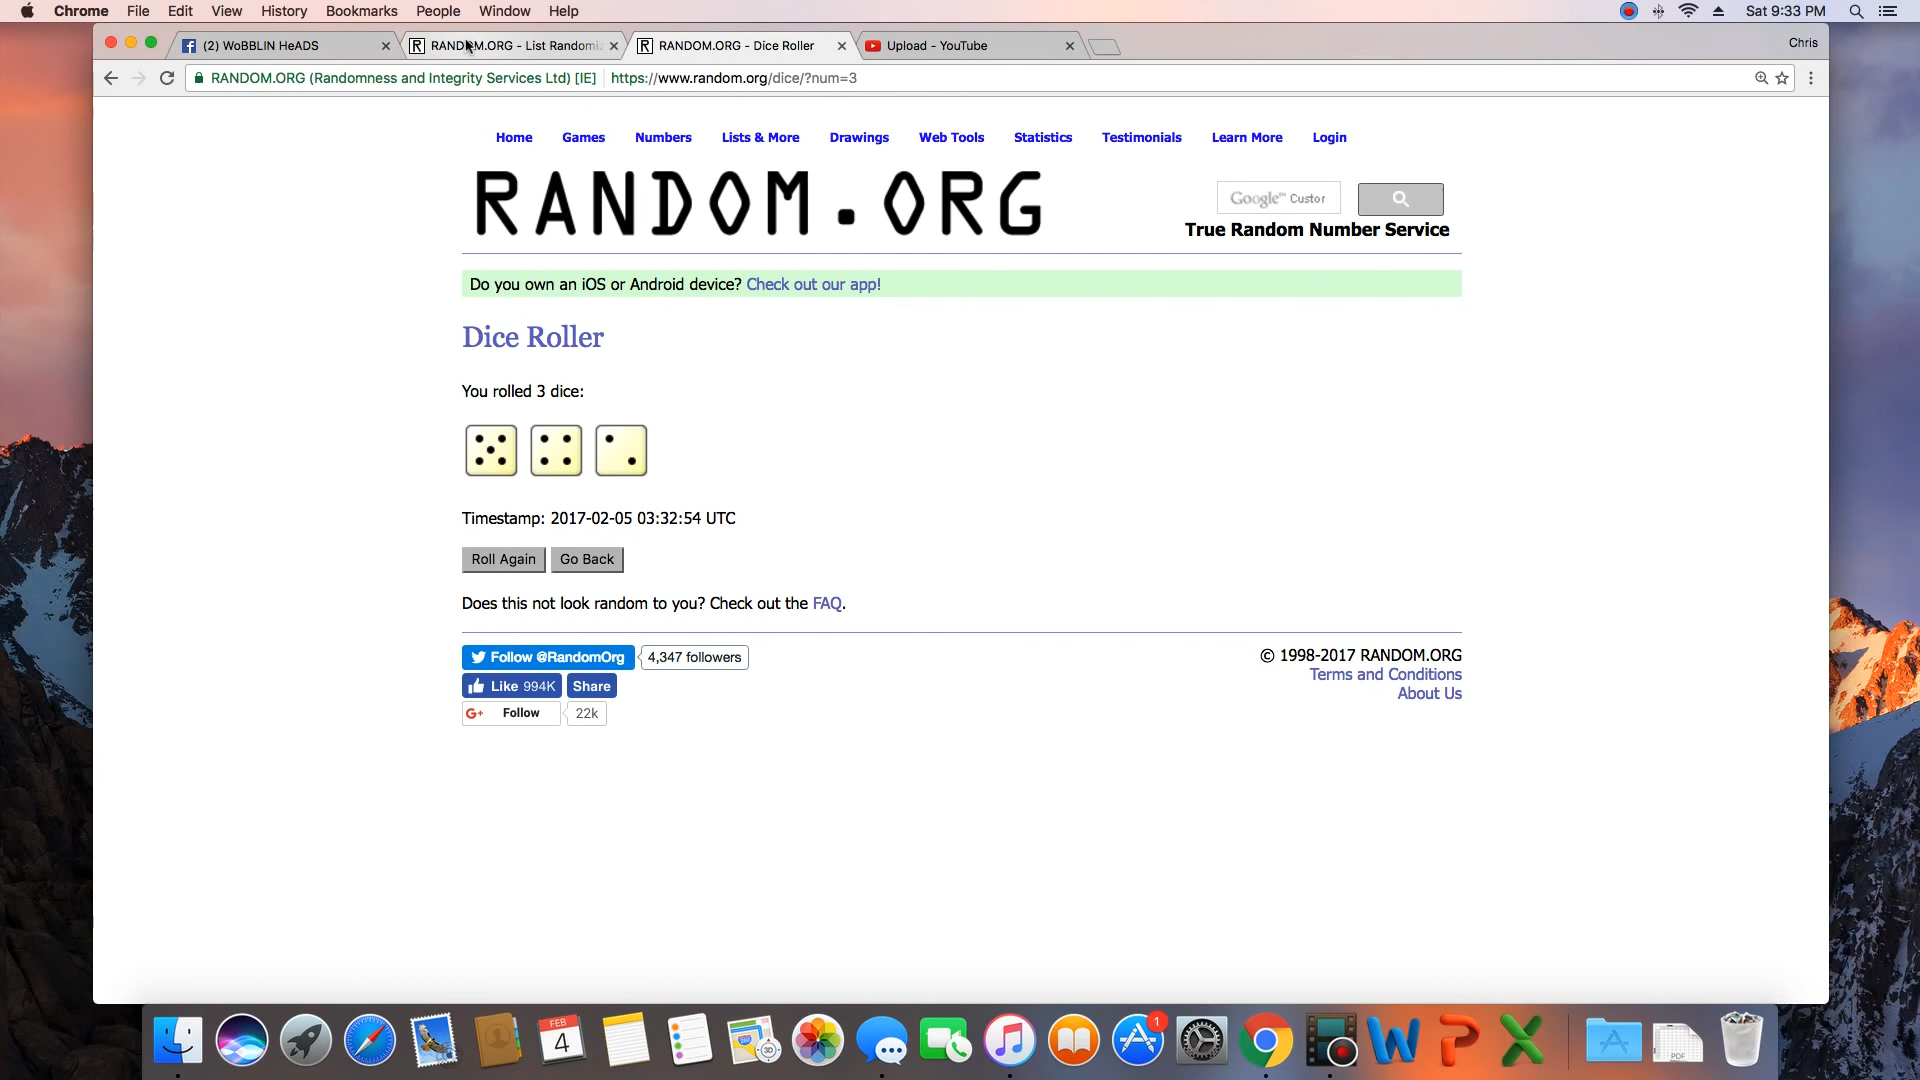 Chrome File Edit View History Bookmarks People Window Help Sat 9:33 PM
(2) WoBBLIN HeADS RANDOM.ORG - List Randomiz RANDOM.ORG - Dice Roller Upload - YouTube Chris
RANDOM.ORG (Randomness and Integrity Services Ltd) [IE] https://www.random.org/dice/?num=3
Home Games Numbers Lists & More Drawings Web Tools Statistics Testimonials Learn More Login
RANDOM.ORG
Google™ Custor
True Random Number Service
Do you own an iOS or Android device? Check out our app!
Dice Roller
You rolled 3 dice:
Timestamp: 2017-02-05 03:32:54 UTC
Roll Again Go Back
Does this not look random to you? Check out the FAQ.
Follow @RandomOrg 4,347 followers
Like 994K Share
G+ Follow 22k
© 1998-2017 RANDOM.ORG
Terms and Conditions
About Us
FEB
4
3D
1
PDF